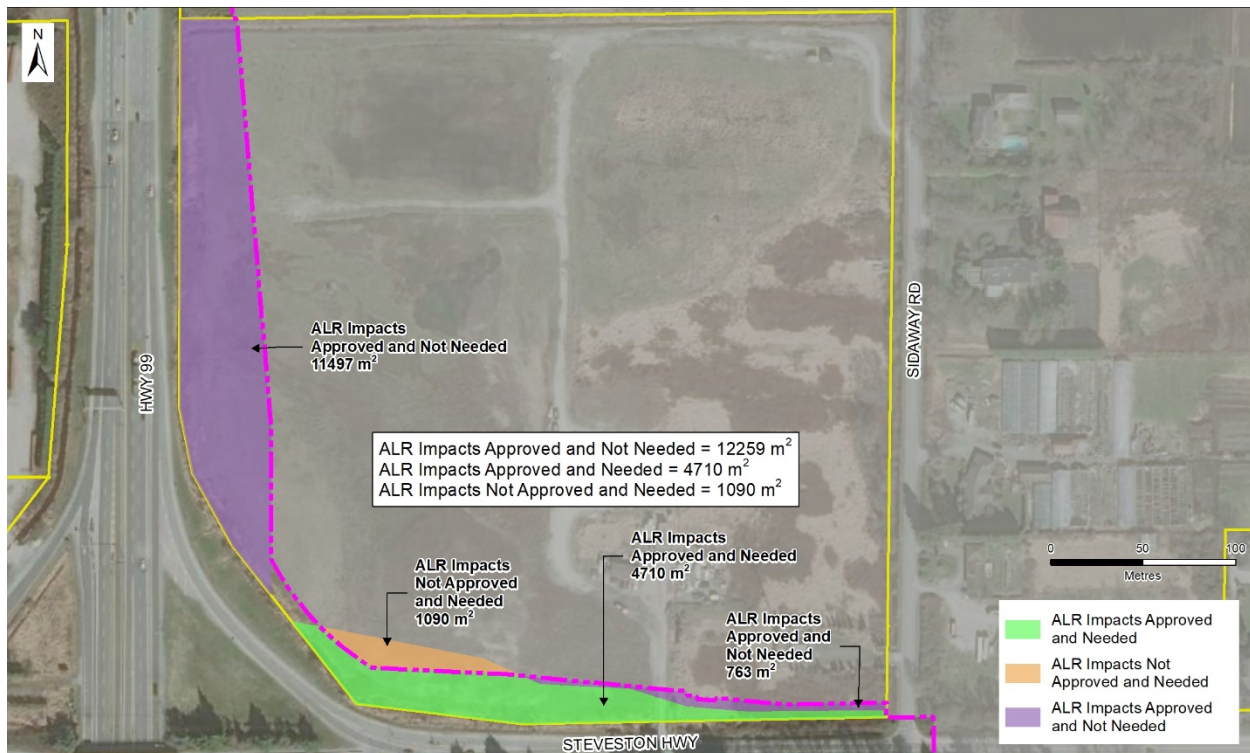 N
ALR Impacts
Approved and Not Needed
11497 m²
HWY 99
SIDAWAY RD
ALR Impacts Approved and Not Needed = 12259 m²
ALR Impacts Approved and Needed = 4710 m²
ALR Impacts Not Approved and Needed = 1090 m²
ALR Impacts
Approved and Needed
4710 m²
ALR Impacts
Not Approved
and Needed
1090 m²
ALR Impacts
Approved and
Not Needed
763 m²
0 50 100
Metres
ALR Impacts Approved
and Needed
ALR Impacts Not
Approved and Needed
ALR Impacts Approved
and Not Needed
STEVESTON HWY